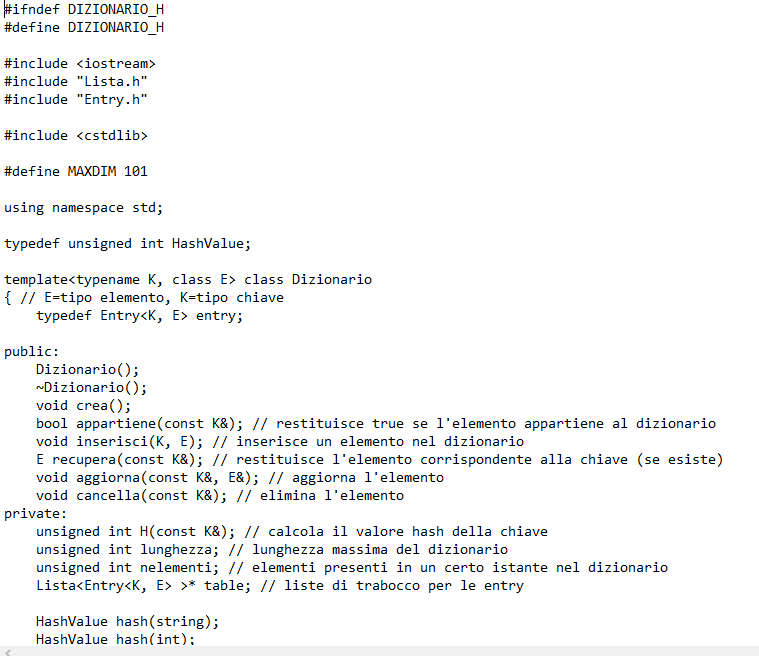 #ifndef DIZIONARIO_H
#define DIZIONARIO_H

#include <iostream>
#include "Lista.h"
#include "Entry.h"

#include <cstdlib>

#define MAXDIM 101

using namespace std;

typedef unsigned int HashValue;

template<typename K, class E> class Dizionario
{ // E=tipo elemento, K=tipo chiave
    typedef Entry<K, E> entry;

public:
    Dizionario();
    ~Dizionario();
    void crea();
    bool appartiene(const K&); // restituisce true se l'elemento appartiene al dizionario
    void inserisci(K, E); // inserisce un elemento nel dizionario
    E recupera(const K&); // restituisce l'elemento corrispondente alla chiave (se esiste)
    void aggiorna(const K&, E&); // aggiorna l'elemento
    void cancella(const K&); // elimina l'elemento
private:
    unsigned int H(const K&); // calcola il valore hash della chiave
    unsigned int lunghezza; // lunghezza massima del dizionario
    unsigned int nelementi; // elementi presenti in un certo istante nel dizionario
    Lista<Entry<K, E> >* table; // liste di trabocco per le entry

    HashValue hash(string);
    HashValue hash(int);